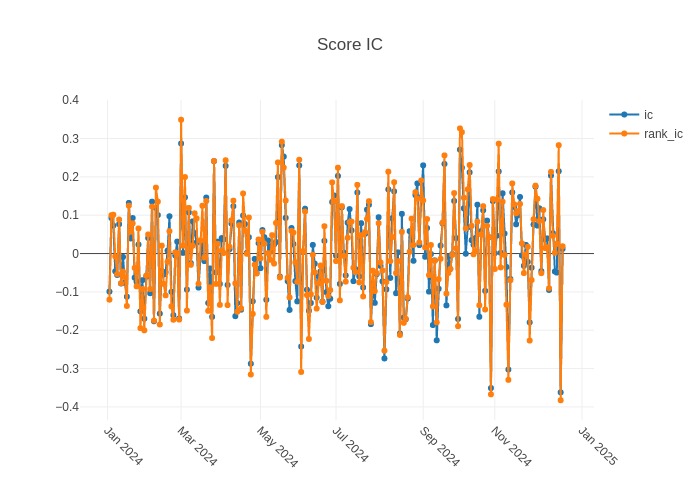 Score IC
0.4
0.3
0.2
0.1
0
−0.1
−0.2
−0.3
−0.4
Jan 2024
Mar 2024
May 2024
Jul 2024
Sep 2024
Nov 2024
Jan 2025
ic
rank_ic